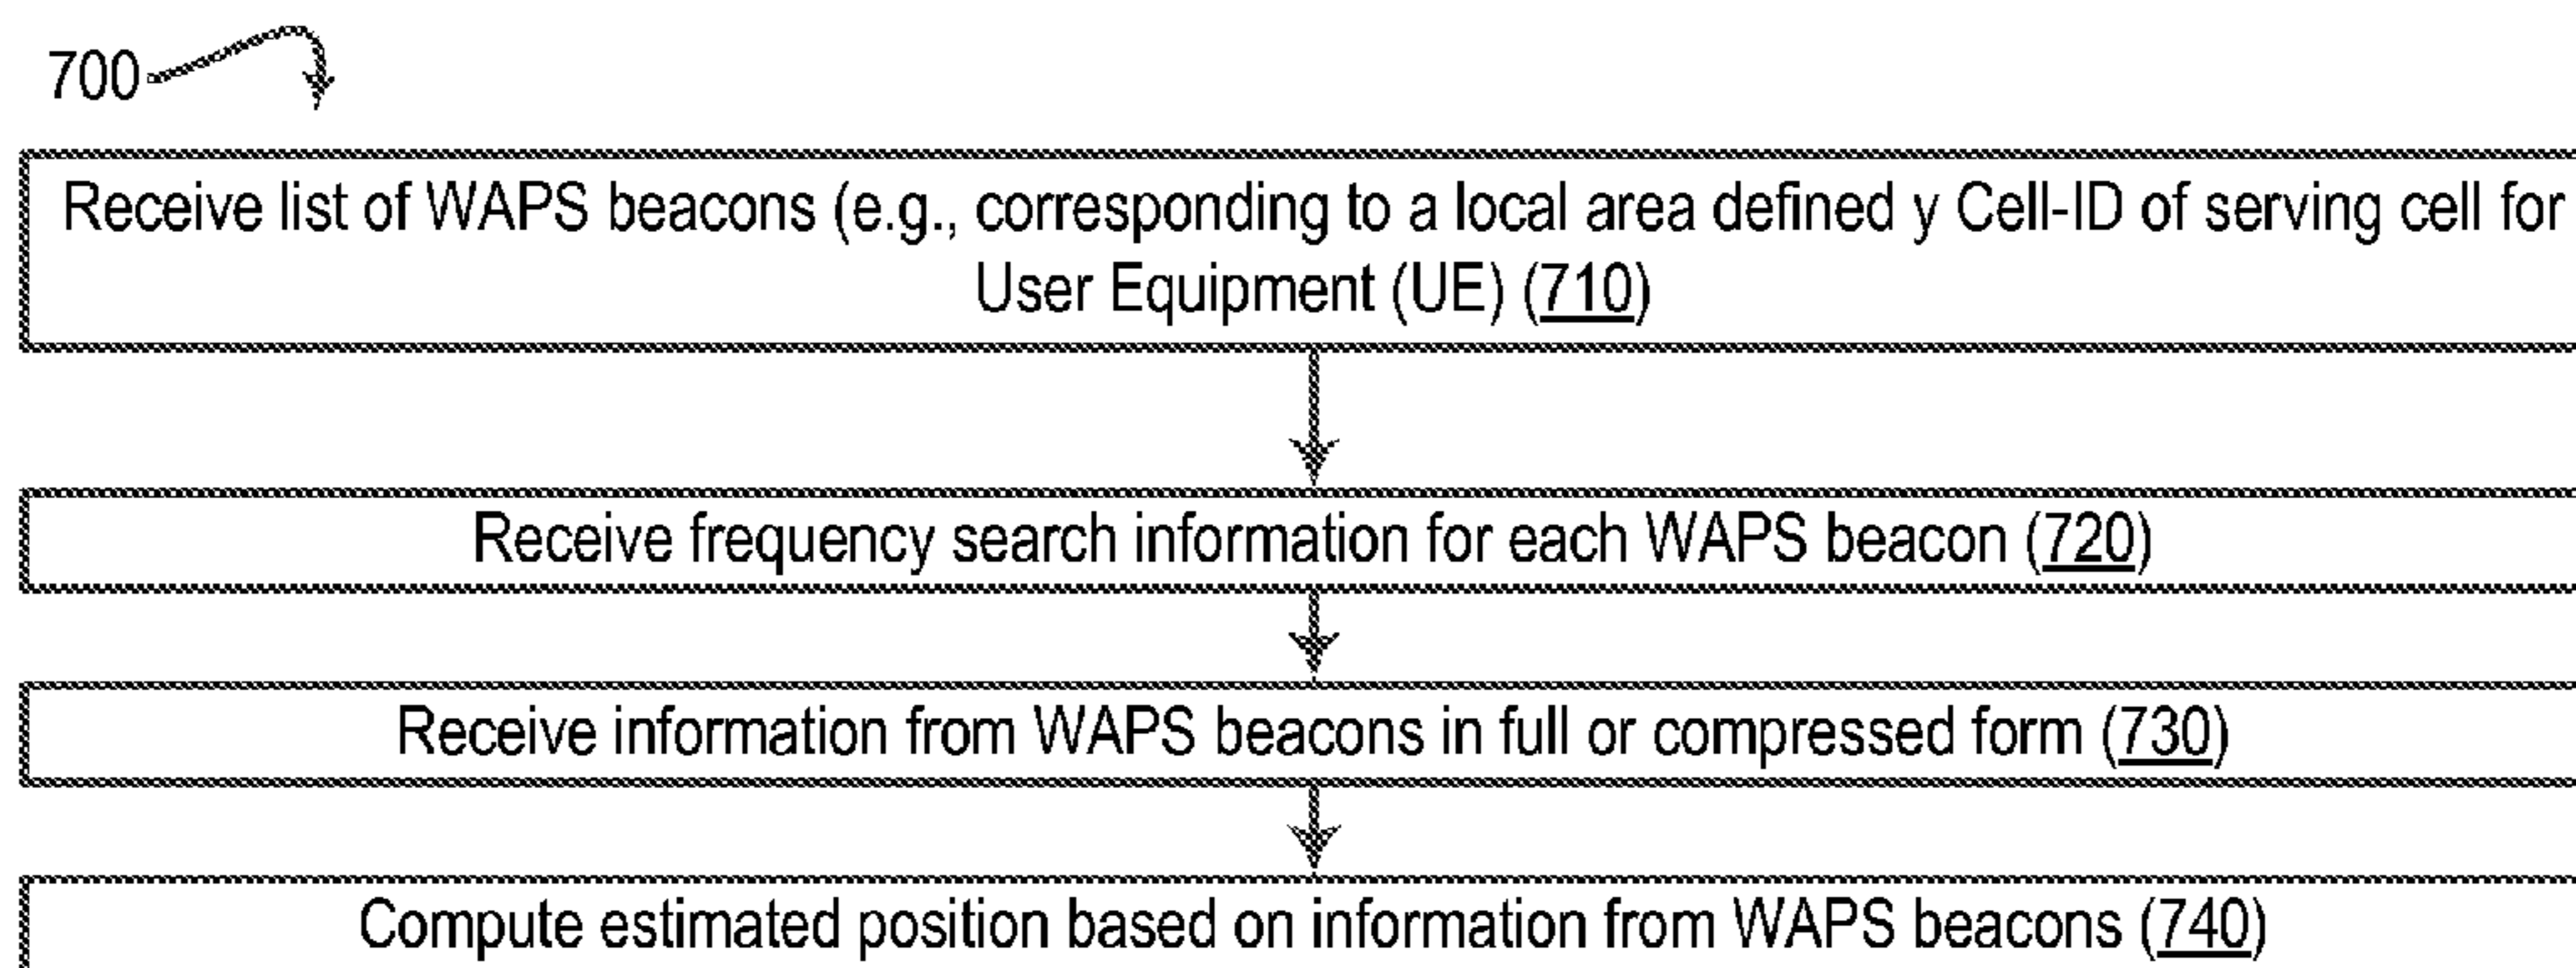 700
Receive list of WAPS beacons (e.g., corresponding to a local area defined y Cell-ID of serving cell for
User Equipment (UE) (710)
Receive frequency search information for each WAPS beacon (720)
Receive information from WAPS beacons in full or compressed form (730)
Compute estimated position based on information from WAPS beacons (740)